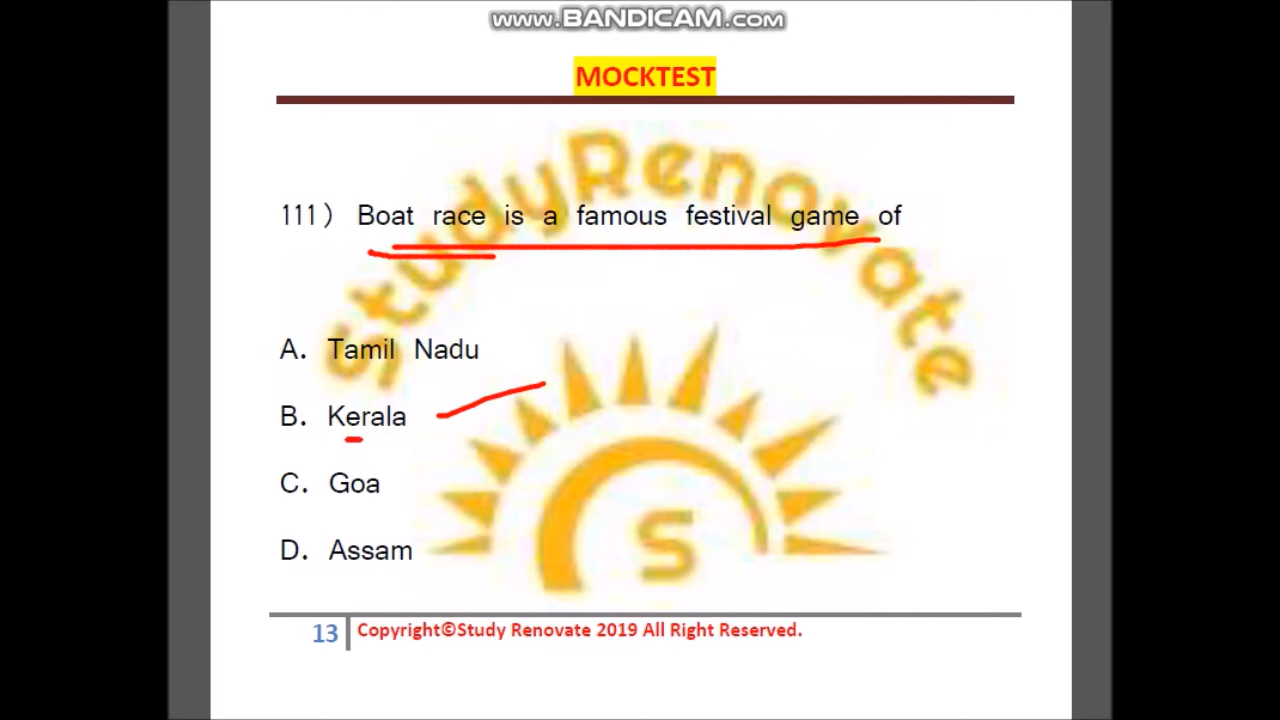 www.BANDICAM.com
MOCKTEST
StudyRenovate
111) Boat race is a famous festival game of
A. Tamil Nadu
B. Kerala
C. Goa
D. Assam
S
13 Copyright©Study Renovate 2019 All Right Reserved.